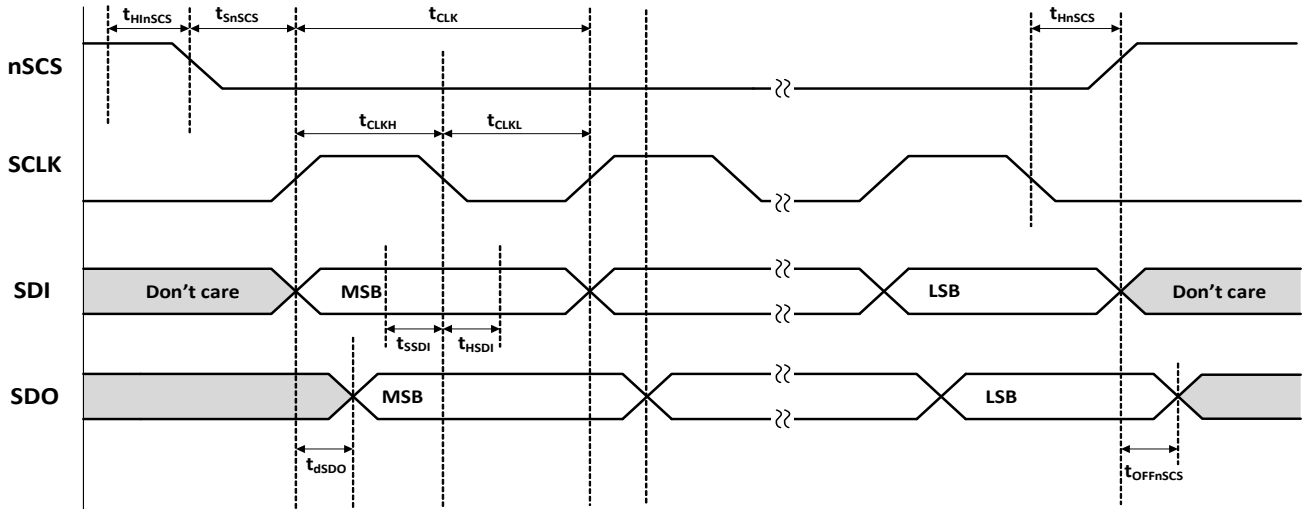 tHInSCS tSnSCS tCLK tHnSCS
nSCS
tCLKH tCLKL
SCLK
SDI Don't care MSB LSB Don't care
tSSDI tHSDI
SDO MSB LSB
tdSDO tOFFnSCS